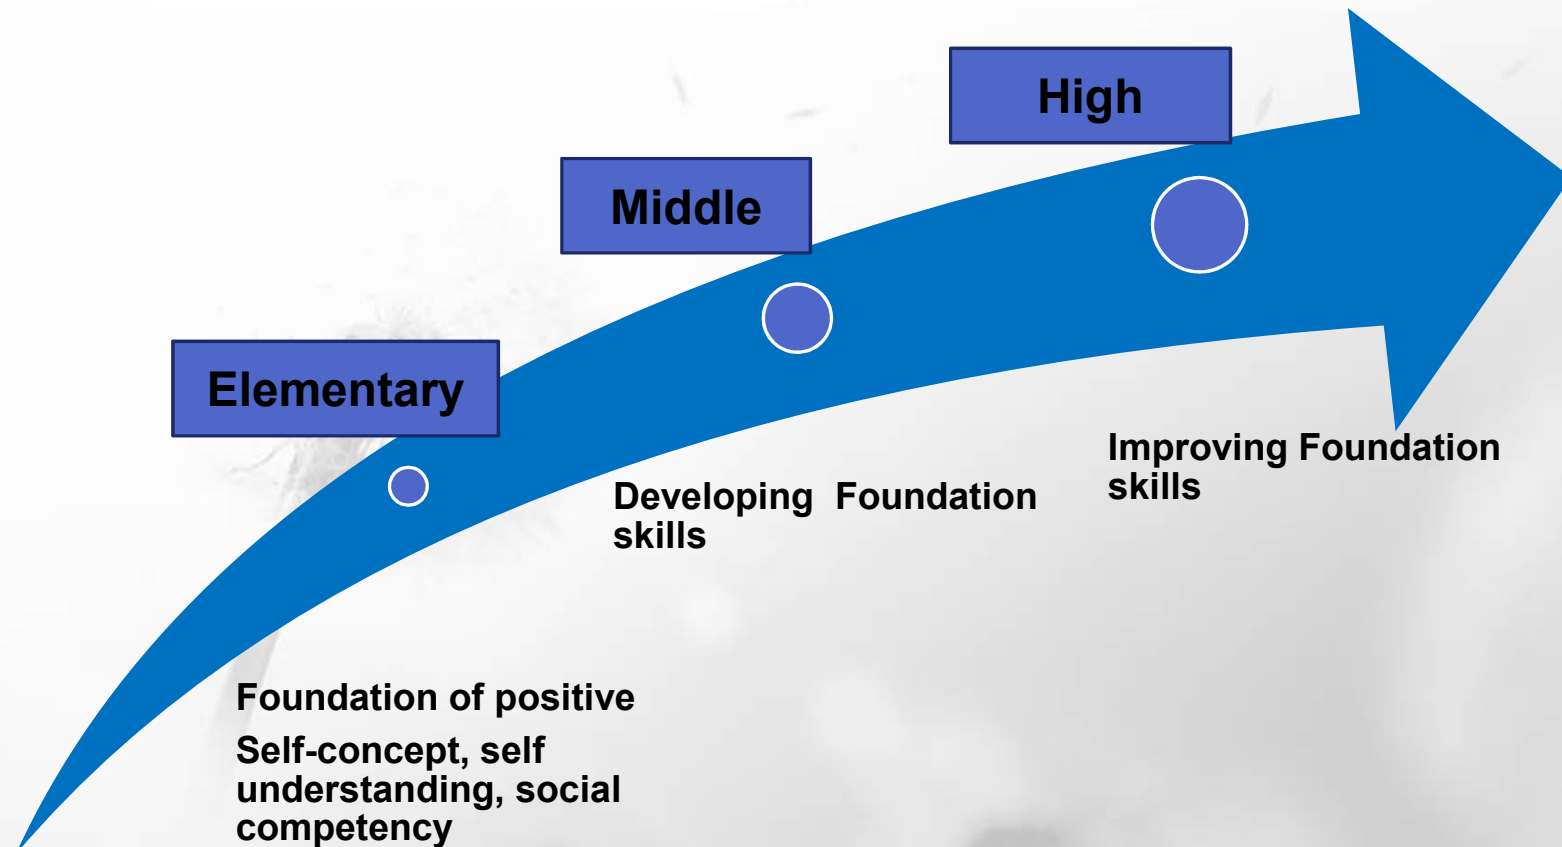 High
Middle
Elementary
Improving Foundation
skills
Developing  Foundation
skills
Foundation of positive
Self-concept, self
understanding, social
competency